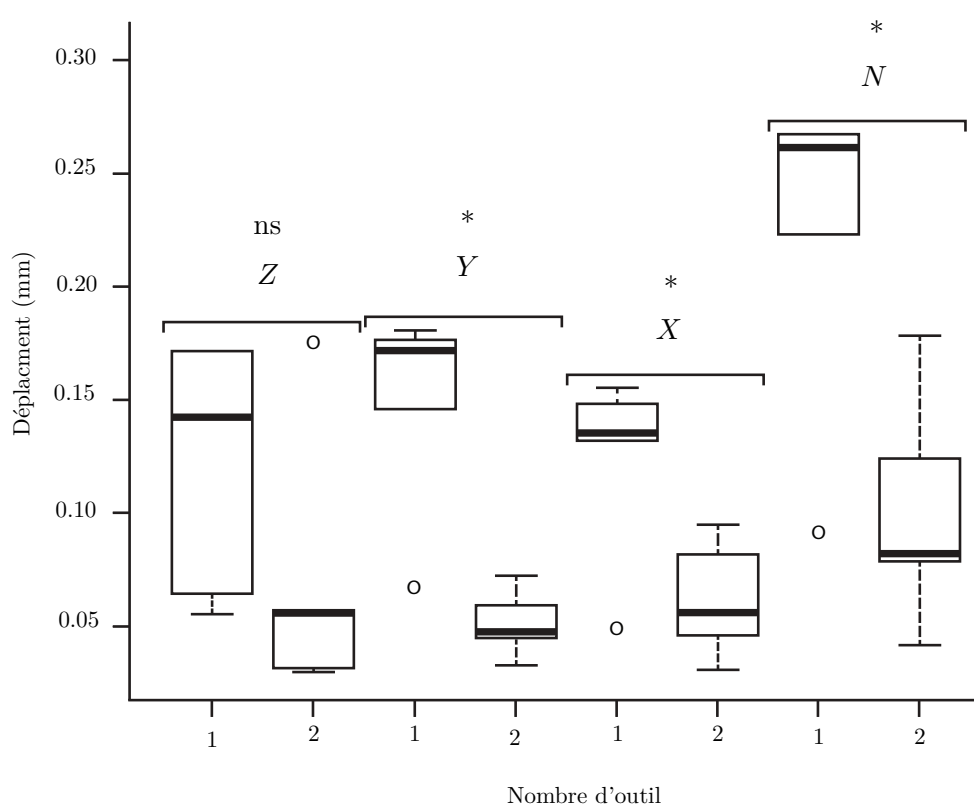 *
N
0.30
0.25
ns
Z
*
Y
*
X
0.20
0.15
0.10
0.05
Déplacment (mm)
1 2 1 2 1 2 1 2
Nombre d'outil